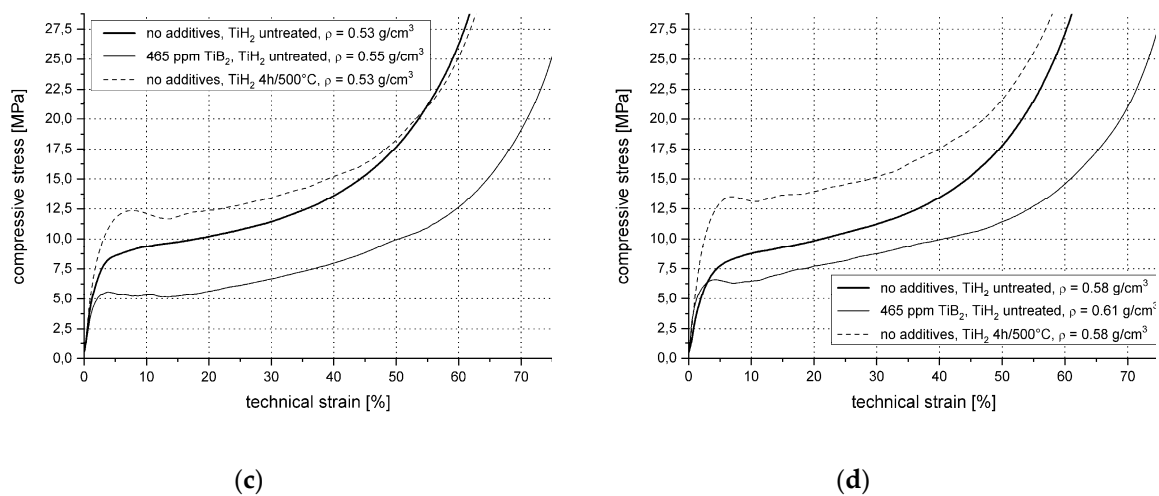 27,5
25,0
22,5
20,0
17,5
15,0
12,5
10,0
7,5
5,0
2,5
0,0
compressive stress [MPa]
no additives, TiH2 untreated, ρ = 0.53 g/cm3
465 ppm TiB2, TiH2 untreated, ρ = 0.55 g/cm3
no additives, TiH2 4h/500°C, ρ = 0.53 g/cm3
0 10 20 30 40 50 60 70
technical strain [%]
(c)
27,5
25,0
22,5
20,0
17,5
15,0
12,5
10,0
7,5
5,0
2,5
0,0
compressive stress [MPa]
no additives, TiH2 untreated, ρ = 0.58 g/cm3
465 ppm TiB2, TiH2 untreated, ρ = 0.61 g/cm3
no additives, TiH2 4h/500°C, ρ = 0.58 g/cm3
0 10 20 30 40 50 60 70
technical strain [%]
(d)